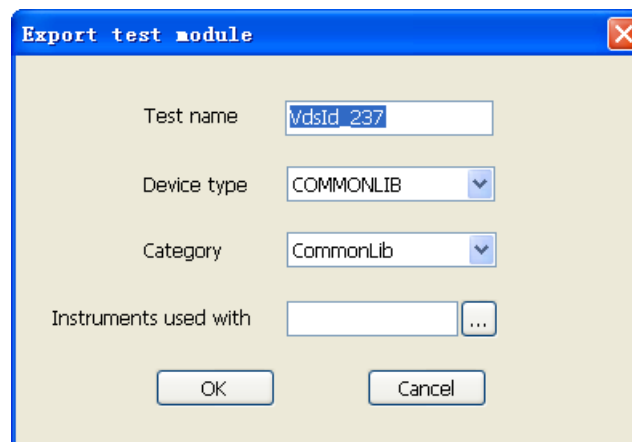 Export test module
Test name VdsId_237
Device type COMMONLIB
Category CommonLib
Instruments used with ...
OK Cancel